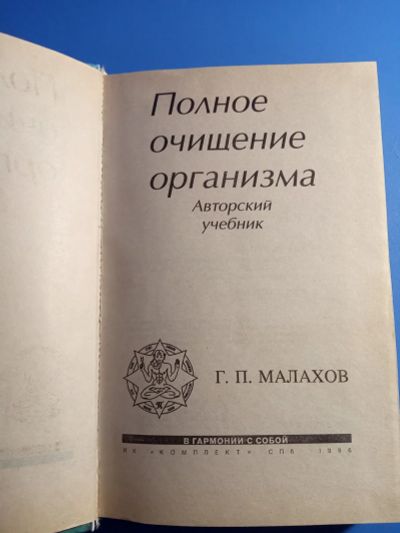 Полное
очищение
организма
Авторский
учебник
Г. П. МАЛАХОВ
В ГАРМОНИИ С СОБОЙ
ИК «КОМПЛЕКТ» СПб 1996